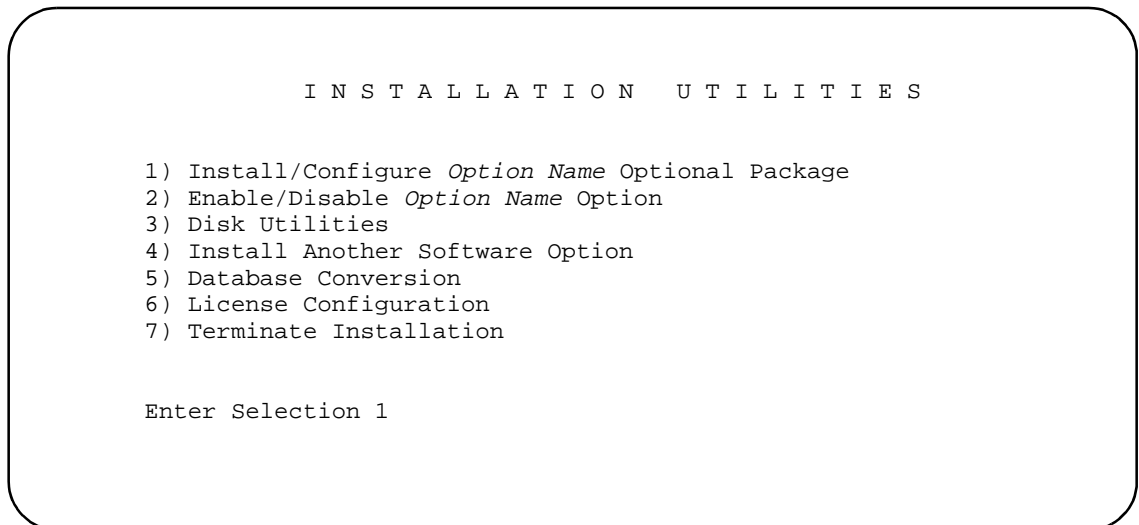 I N S T A L L A T I O N   U T I L I T I E S
1) Install/Configure Option Name Optional Package
2) Enable/Disable Option Name Option
3) Disk Utilities
4) Install Another Software Option
5) Database Conversion
6) License Configuration
7) Terminate Installation
Enter Selection 1